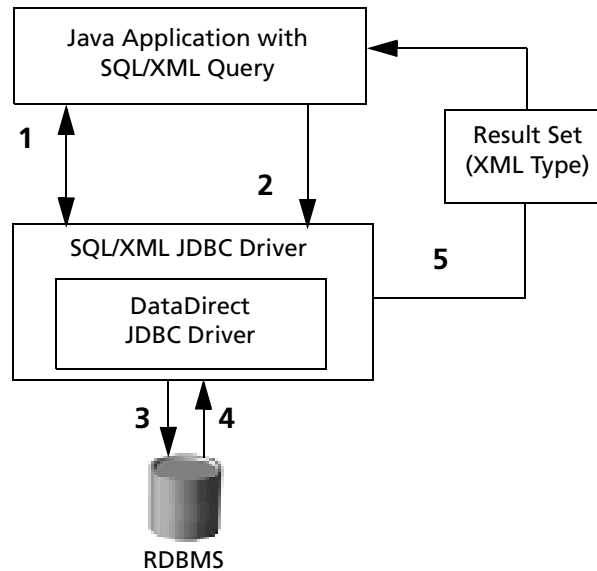 Java Application with
SQL/XML Query
1
2
Result Set
(XML Type)
SQL/XML JDBC Driver
5
DataDirect
JDBC Driver
3
4
RDBMS